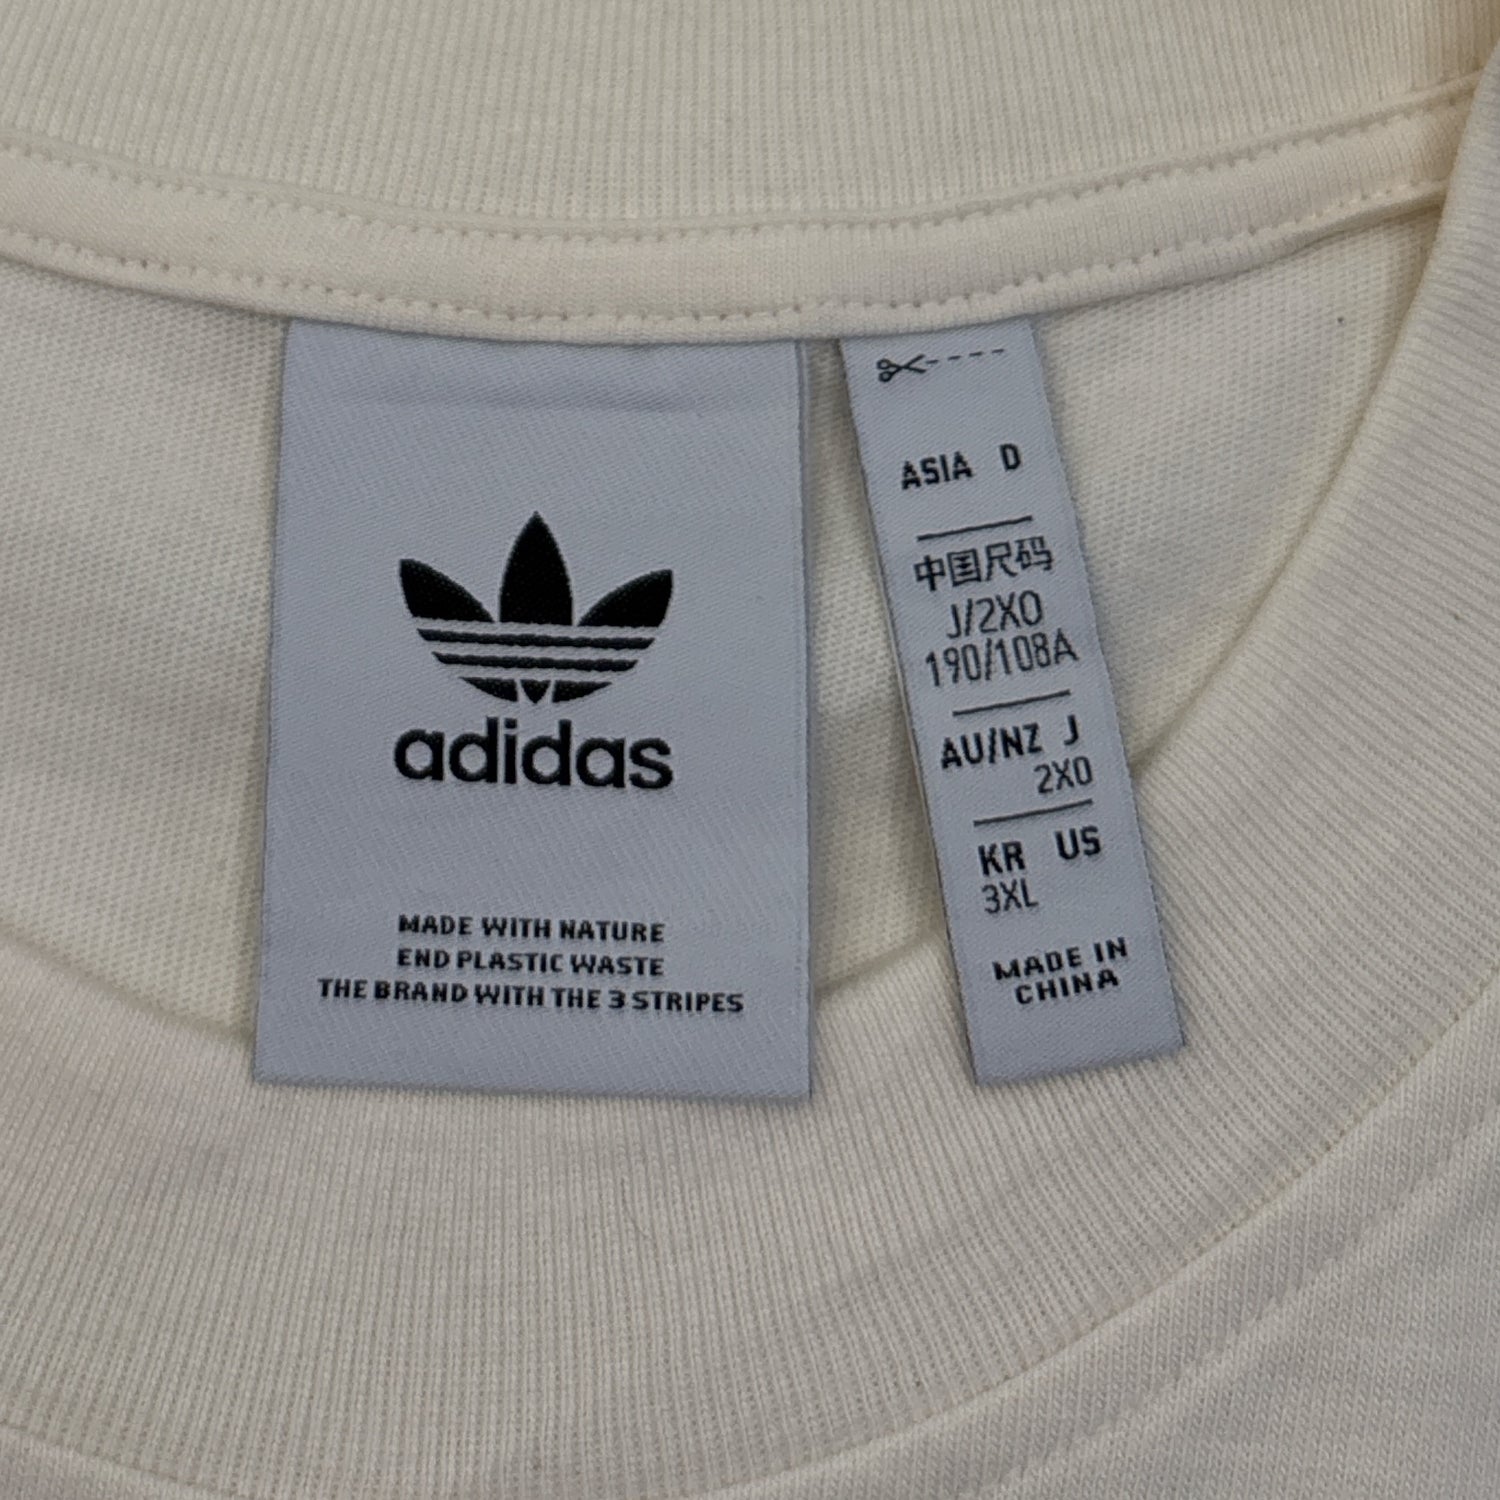 adidas
MADE WITH NATURE
END PLASTIC WASTE
THE BRAND WITH THE 3 STRIPES
ASIA D
中国尺码
J/2XO
190/108A
AU/NZ J
2XO
KR US
3XL
MADE IN
CHINA